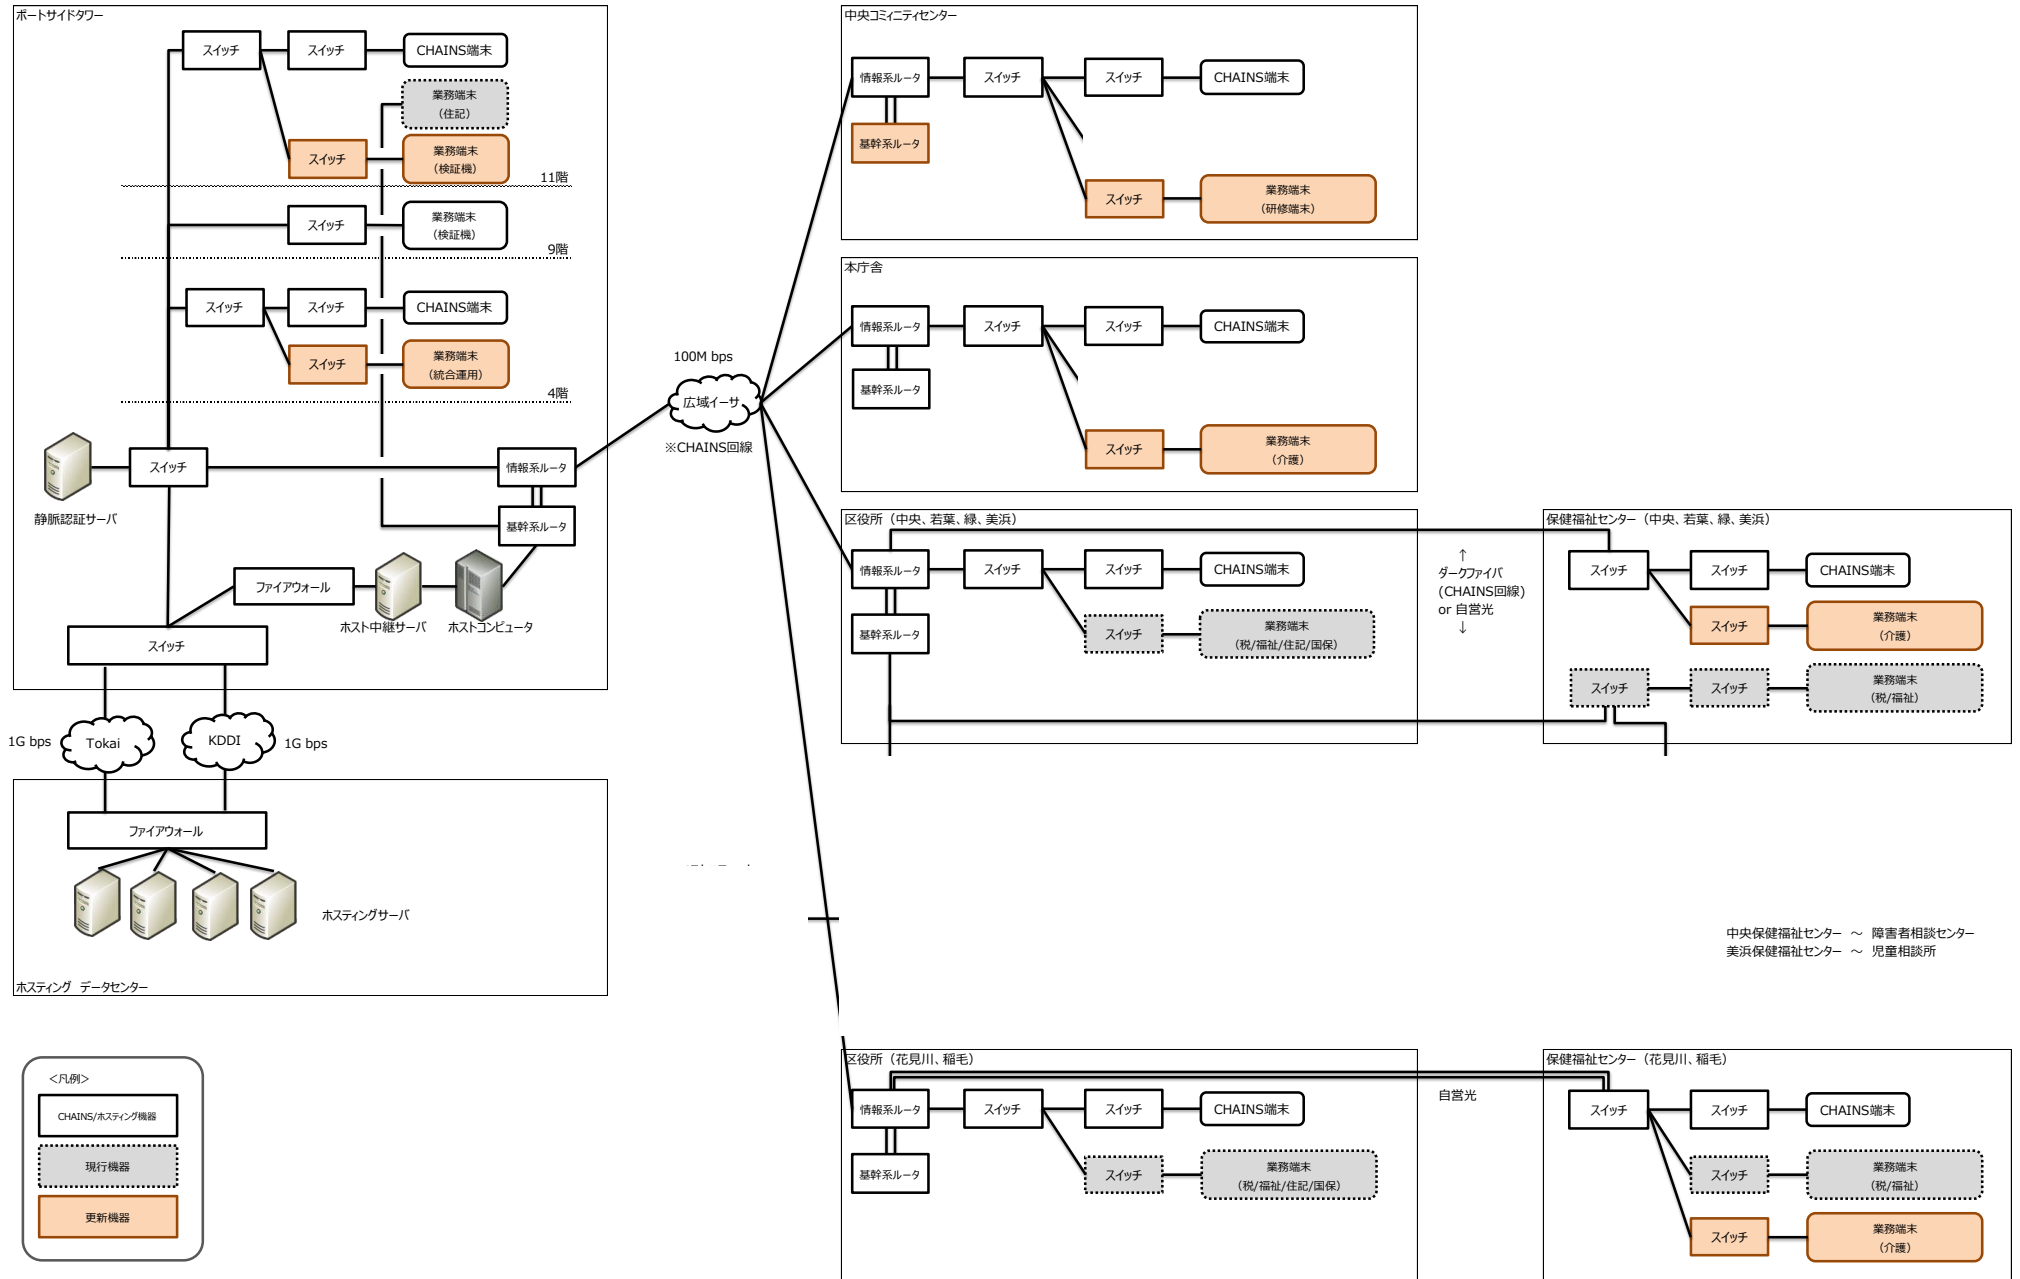 ポートサイドタワー
スイッチ
スイッチ
CHAINS端末
業務端末
（住記）
スイッチ
業務端末
（検証機）
11階
スイッチ
業務端末
（検証機）
9階
スイッチ
スイッチ
CHAINS端末
スイッチ
業務端末
（統合運用）
4階
スイッチ
情報系ルータ
静脈認証サーバ
基幹系ルータ
ファイアウォール
ホスト中継サーバ
ホストコンピュータ
スイッチ
1G bps
Tokai
KDDI
1G bps
ファイアウォール
ホスティングサーバ
ホスティング データセンター
＜凡例＞
CHAINS/ホスティング機器
現行機器
更新機器
100M bps
広域イーサ
※CHAINS回線
中央コミィニティセンター
情報系ルータ
スイッチ
スイッチ
CHAINS端末
基幹系ルータ
スイッチ
業務端末
（研修端末）
本庁舎
情報系ルータ
スイッチ
スイッチ
CHAINS端末
基幹系ルータ
スイッチ
業務端末
（介護）
区役所（中央、若葉、緑、美浜）
情報系ルータ
スイッチ
スイッチ
CHAINS端末
基幹系ルータ
スイッチ
業務端末
（税/福祉/住記/国保）
↑
ダークファイバ
(CHAINS回線)
or 自営光
↓
保健福祉センター（中央、若葉、緑、美浜）
スイッチ
スイッチ
CHAINS端末
スイッチ
業務端末
（介護）
スイッチ
スイッチ
業務端末
（税/福祉）
中央保健福祉センター ～ 障害者相談センター
美浜保健福祉センター ～ 児童相談所
区役所（花見川、稲毛）
情報系ルータ
スイッチ
スイッチ
CHAINS端末
基幹系ルータ
スイッチ
業務端末
（税/福祉/住記/国保）
自営光
保健福祉センター（花見川、稲毛）
スイッチ
スイッチ
CHAINS端末
スイッチ
業務端末
（税/福祉）
スイッチ
業務端末
（介護）